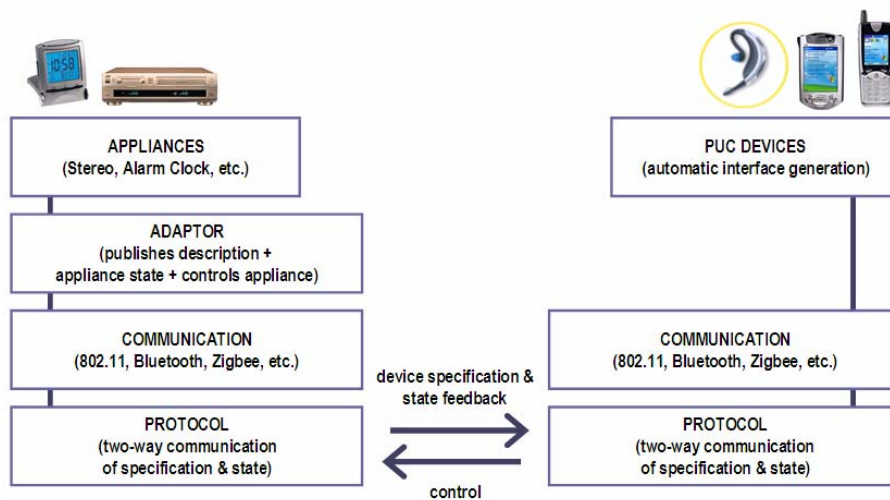 10:58
APPLIANCES
(Stereo, Alarm Clock, etc.)
ADAPTOR
(publishes description +
appliance state + controls appliance)
COMMUNICATION
(802.11, Bluetooth, Zigbee, etc.)
PROTOCOL
(two-way communication
of specification & state)
device specification &
state feedback
control
PUC DEVICES
(automatic interface generation)
COMMUNICATION
(802.11, Bluetooth, Zigbee, etc.)
PROTOCOL
(two-way communication
of specification & state)